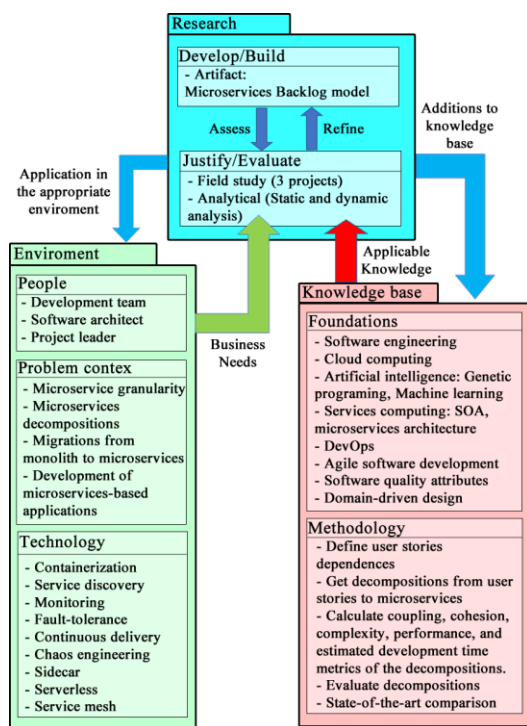 Research
Develop/Build
- Artifact:
Microservices Backlog model
Assess
Refine
Justify/Evaluate
- Field study (3 projects)
- Analytical (Static and dynamic
analysis)
Application in
the appropriate
enviroment
Additions to
knowledge
base
Enviroment
People
- Development team
- Software architect
- Project leader
Problem contex
- Microservice granularity
- Microservices
decompositions
- Migrations from
monolith to microservices
- Development of
microservices-based
applications
Technology
- Containerization
- Service discovery
- Monitoring
- Fault-tolerance
- Continuous delivery
- Chaos engineering
- Sidecar
- Serverless
- Service mesh
Business
Needs
Applicable
Knowledge
Knowledge base
Foundations
- Software engineering
- Cloud computing
- Artificial intelligence: Genetic
programing, Machine learning
- Services computing: SOA,
microservices architecture
- DevOps
- Agile software development
- Software quality attributes
- Domain-driven design
Methodology
- Define user stories
dependences
- Get decompositions from user
stories to microservices
- Calculate coupling, cohesion,
complexity, performance, and
estimated development time
metrics of the decompositions.
- Evaluate decompositions
- State-of-the-art comparison